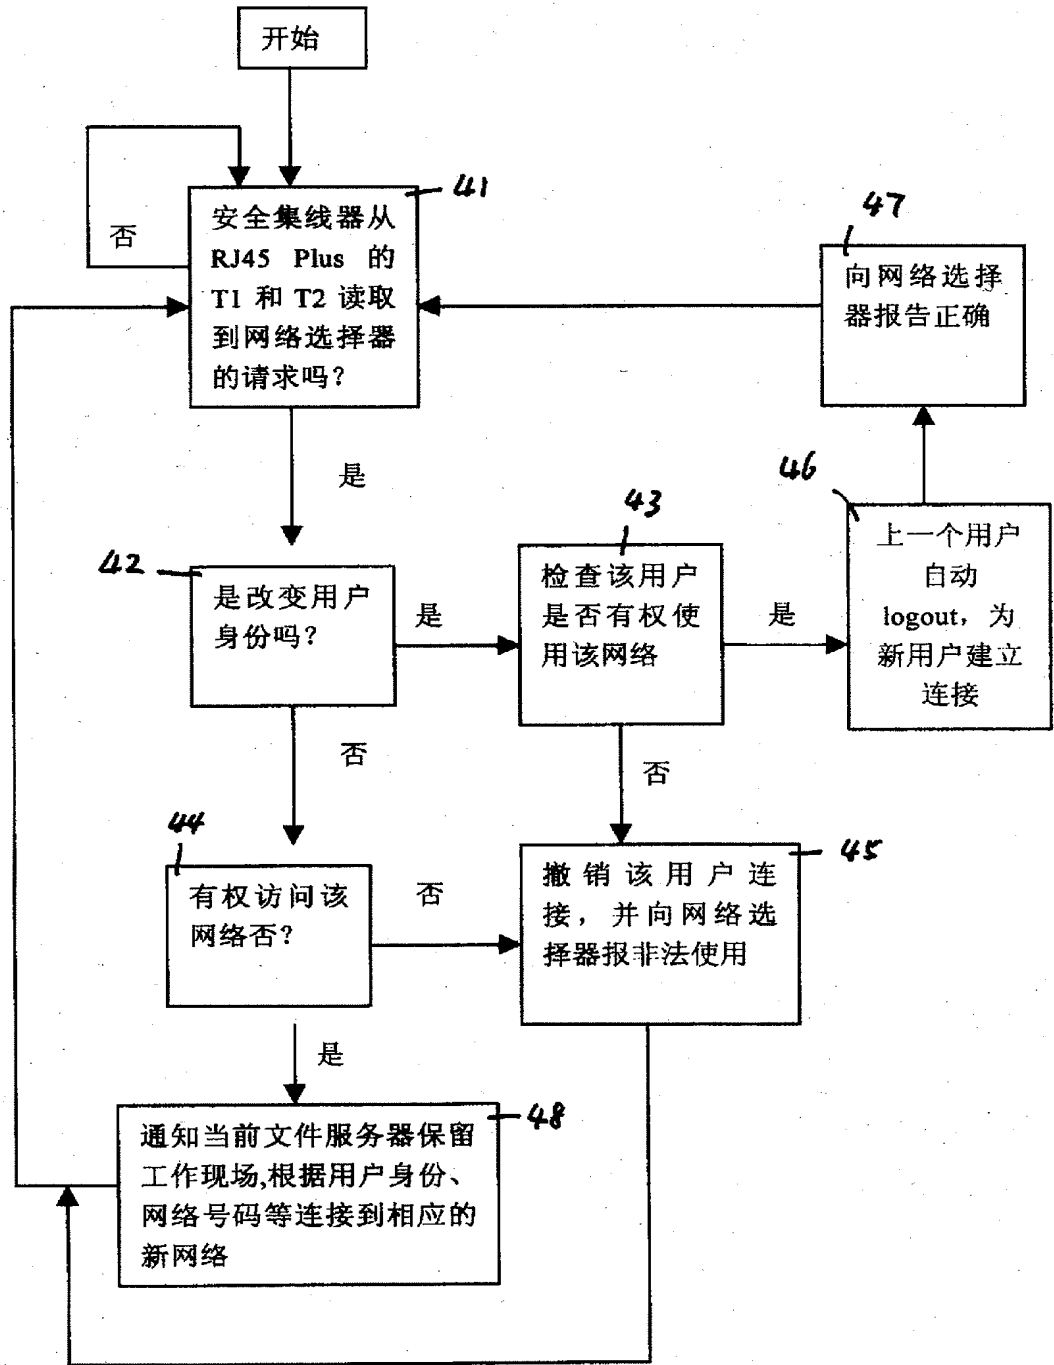 开始
41
安全集线器从
RJ45 Plus 的
T1 和 T2 读取
到网络选择器
的请求吗?
否
47
向网络选择
器报告正确
是
46
上一个用户
自动
logout, 为
新用户建立
连接
43
检查该用户
是否有权使
用该网络
是
42
是改变用户
身份吗?
是
否
否
44
有权访问该
网络否?
否
45
撤销该用户连
接, 并向网络选
择器报非法使用
是
48
通知当前文件服务器保留
工作现场,根据用户身份、
网络号码等连接到相应的
新网络